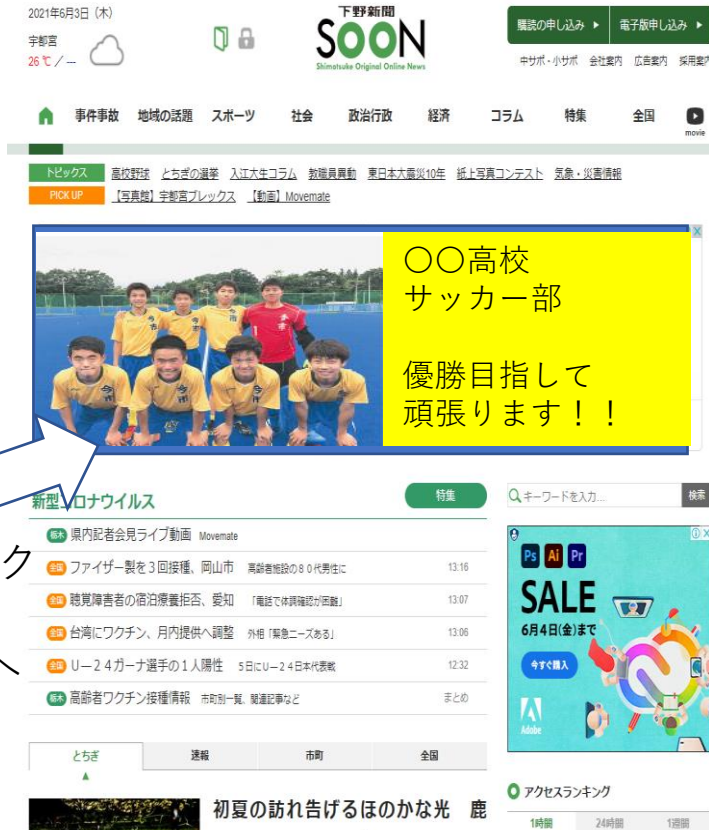 2021年6月3日（木）
宇都宮
26℃／--
下野新聞
SOON
Shimotsuke Original Online News
購読の申し込み ▶
電子版申し込み ▶
中サポ・小サポ 会社案内 広告案内 採用案内
事件事故 地域の話題 スポーツ 社会 政治行政 経済 コラム 特集 全国
movie
トピックス 高校野球 とちぎの選挙 入江大生コラム 教職員異動 東日本大震災10年 紙上写真コンテスト 気象・災害情報
PICK UP 【写真館】宇都宮ブレックス 【動画】Movemate
今市
今市
今市
〇〇高校
サッカー部
優勝目指して
頑張ります！！
新型コロナウイルス
特集
栃木 県内記者会見ライブ動画 Movemate
全国 ファイザー製を３回接種、岡山市 高齢者施設の８０代男性に 13:16
全国 聴覚障害者の宿泊療養拒否、愛知 「電話で体調確認が困難」 13:07
全国 台湾にワクチン、月内提供へ調整 外相「緊急ニーズある」 13:06
全国 Ｕ－２４ガーナ選手の１人陽性 ５日にＵ－２４日本代表戦 12:32
栃木 高齢者ワクチン接種情報 市町別一覧、関連記事など まとめ
ク
へ
キーワードを入力...
検索
Ps Ai Pr
SALE
6月4日(金)まで
今すぐ購入
Adobe
とちぎ 速報 市町 全国
初夏の訪れ告げるほのかな光 鹿
アクセスランキング
1時間 24時間 1週間